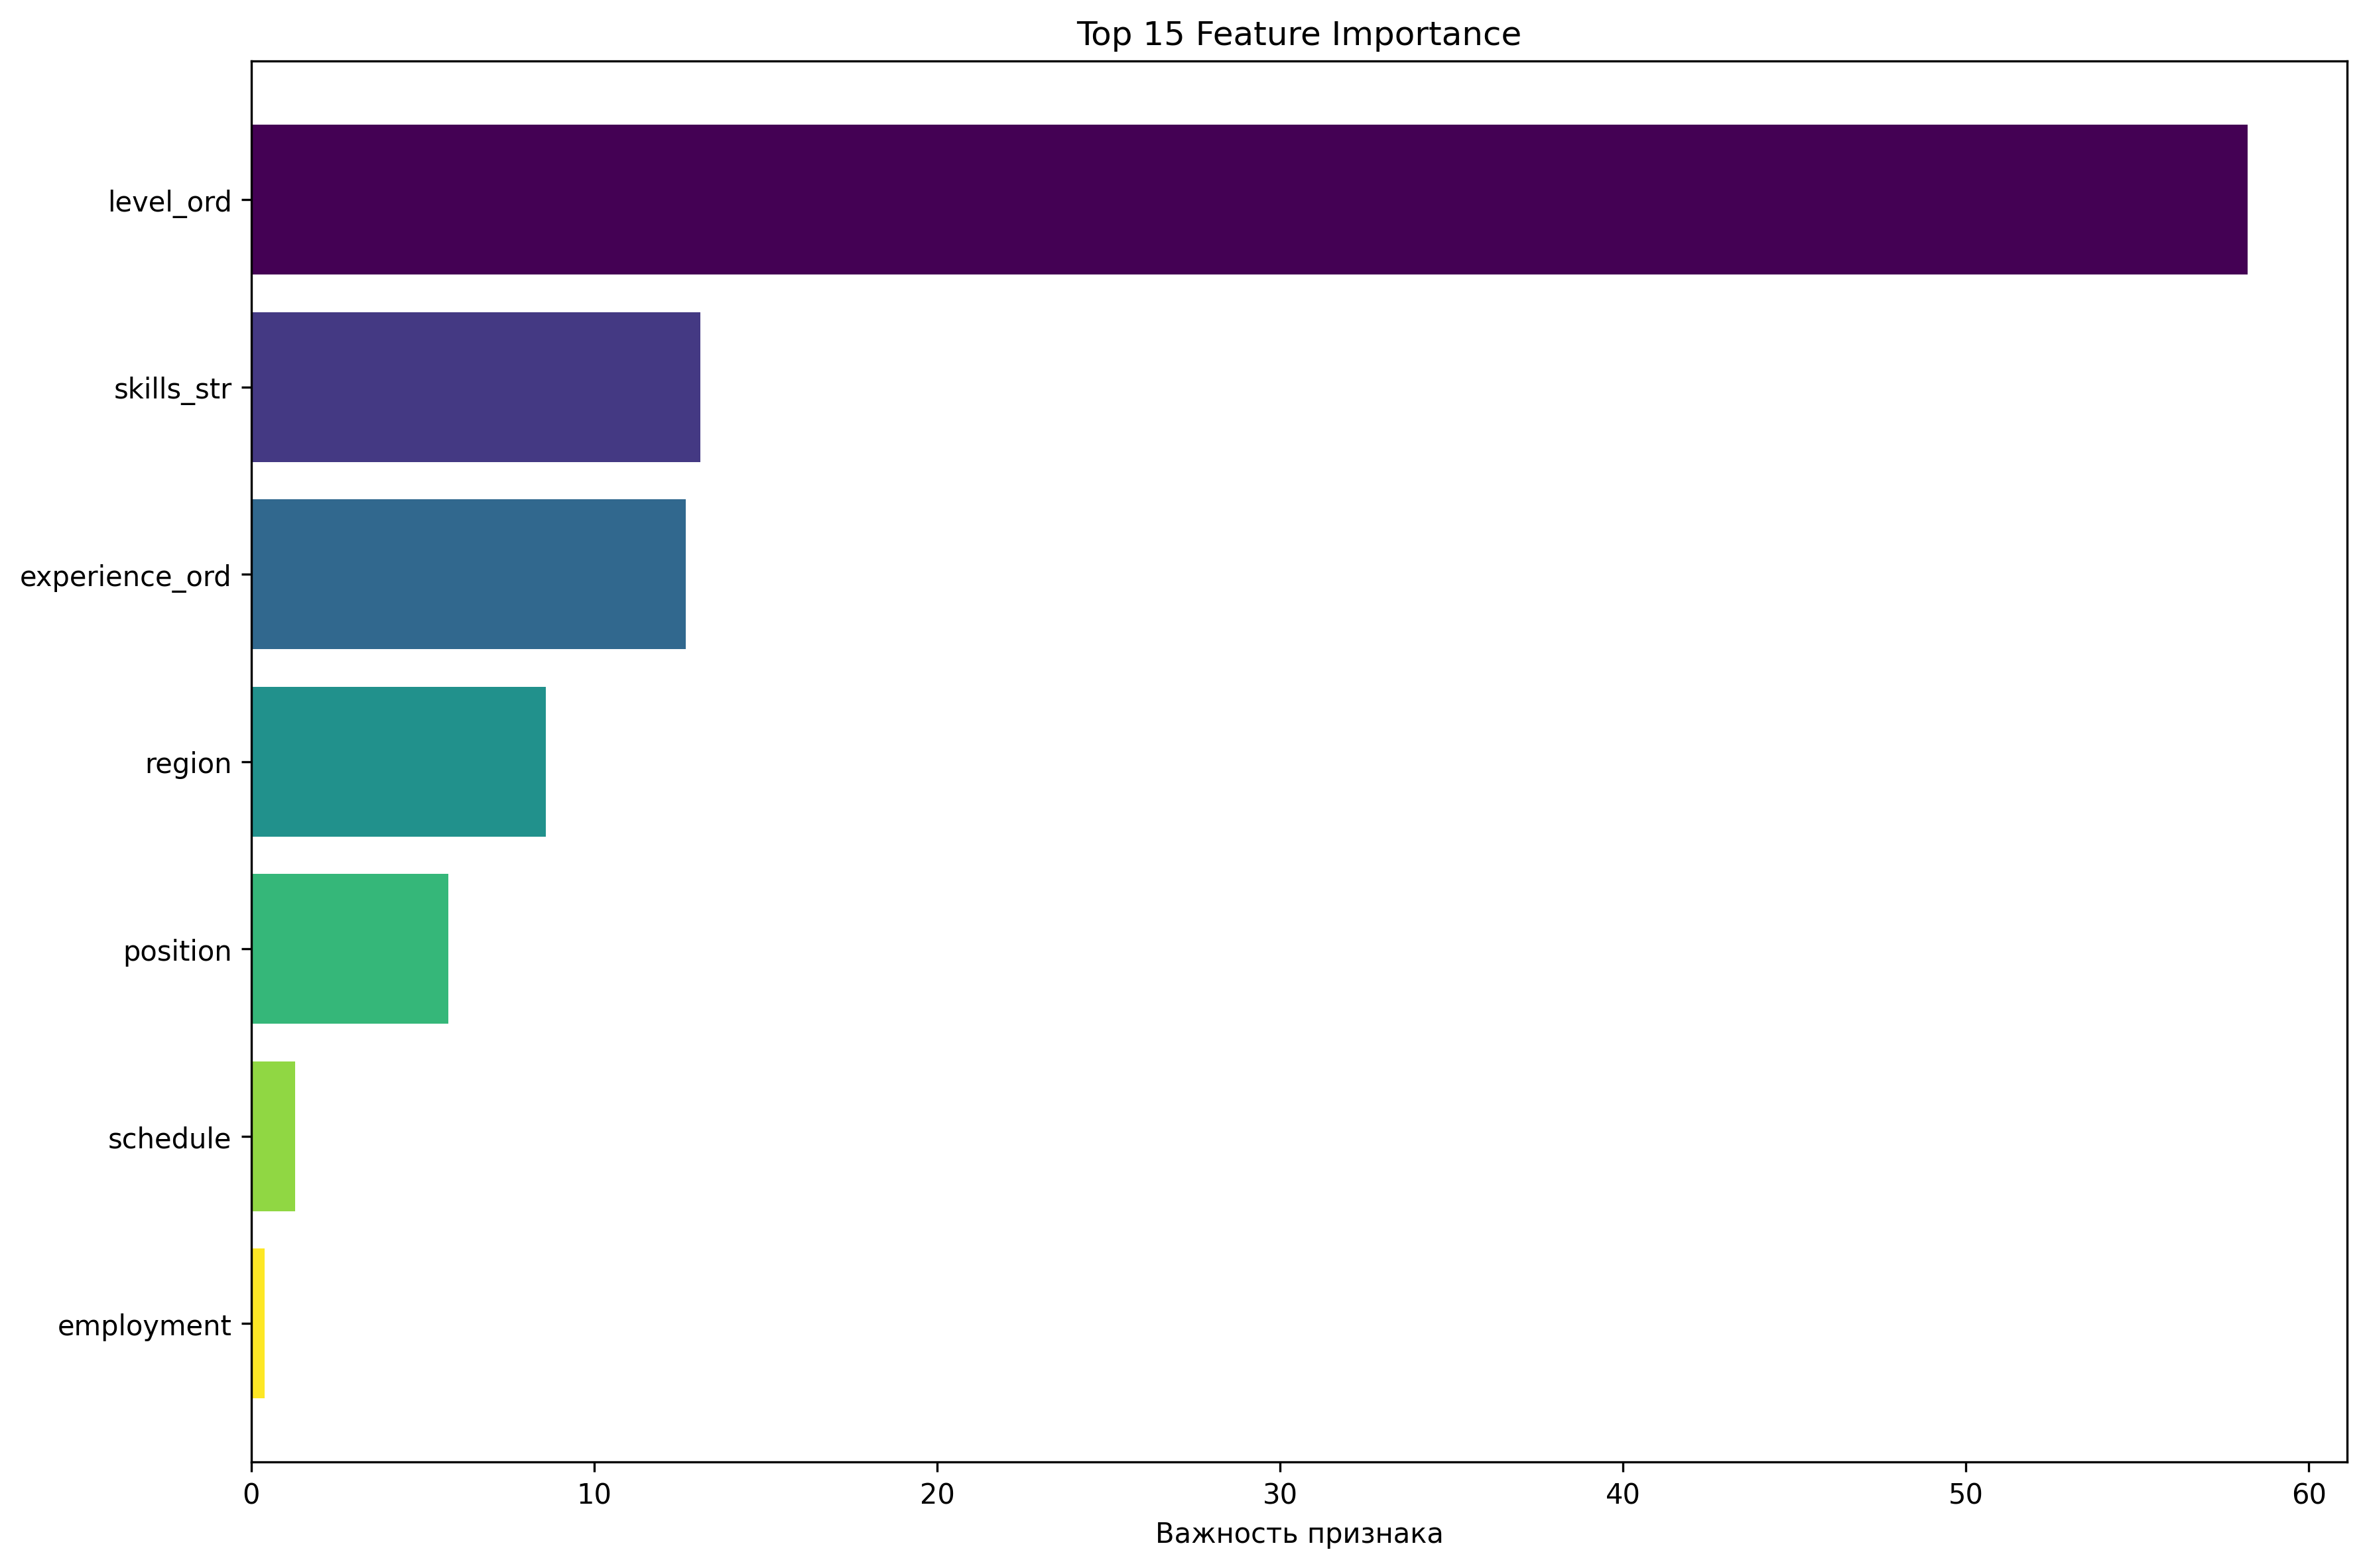 Top 15 Feature Importance
level_ord
skills_str
experience_ord
region
position
schedule
employment
0 10 20 30 40 50 60
Важность признака